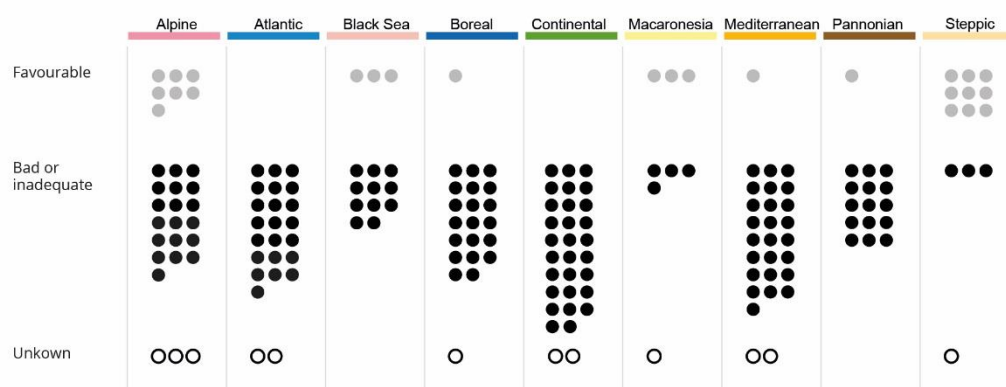 Alpine Atlantic Black Sea Boreal Continental Macaronesia Mediterranean Pannonian Steppic
Favourable
Bad or
inadequate
Unkown